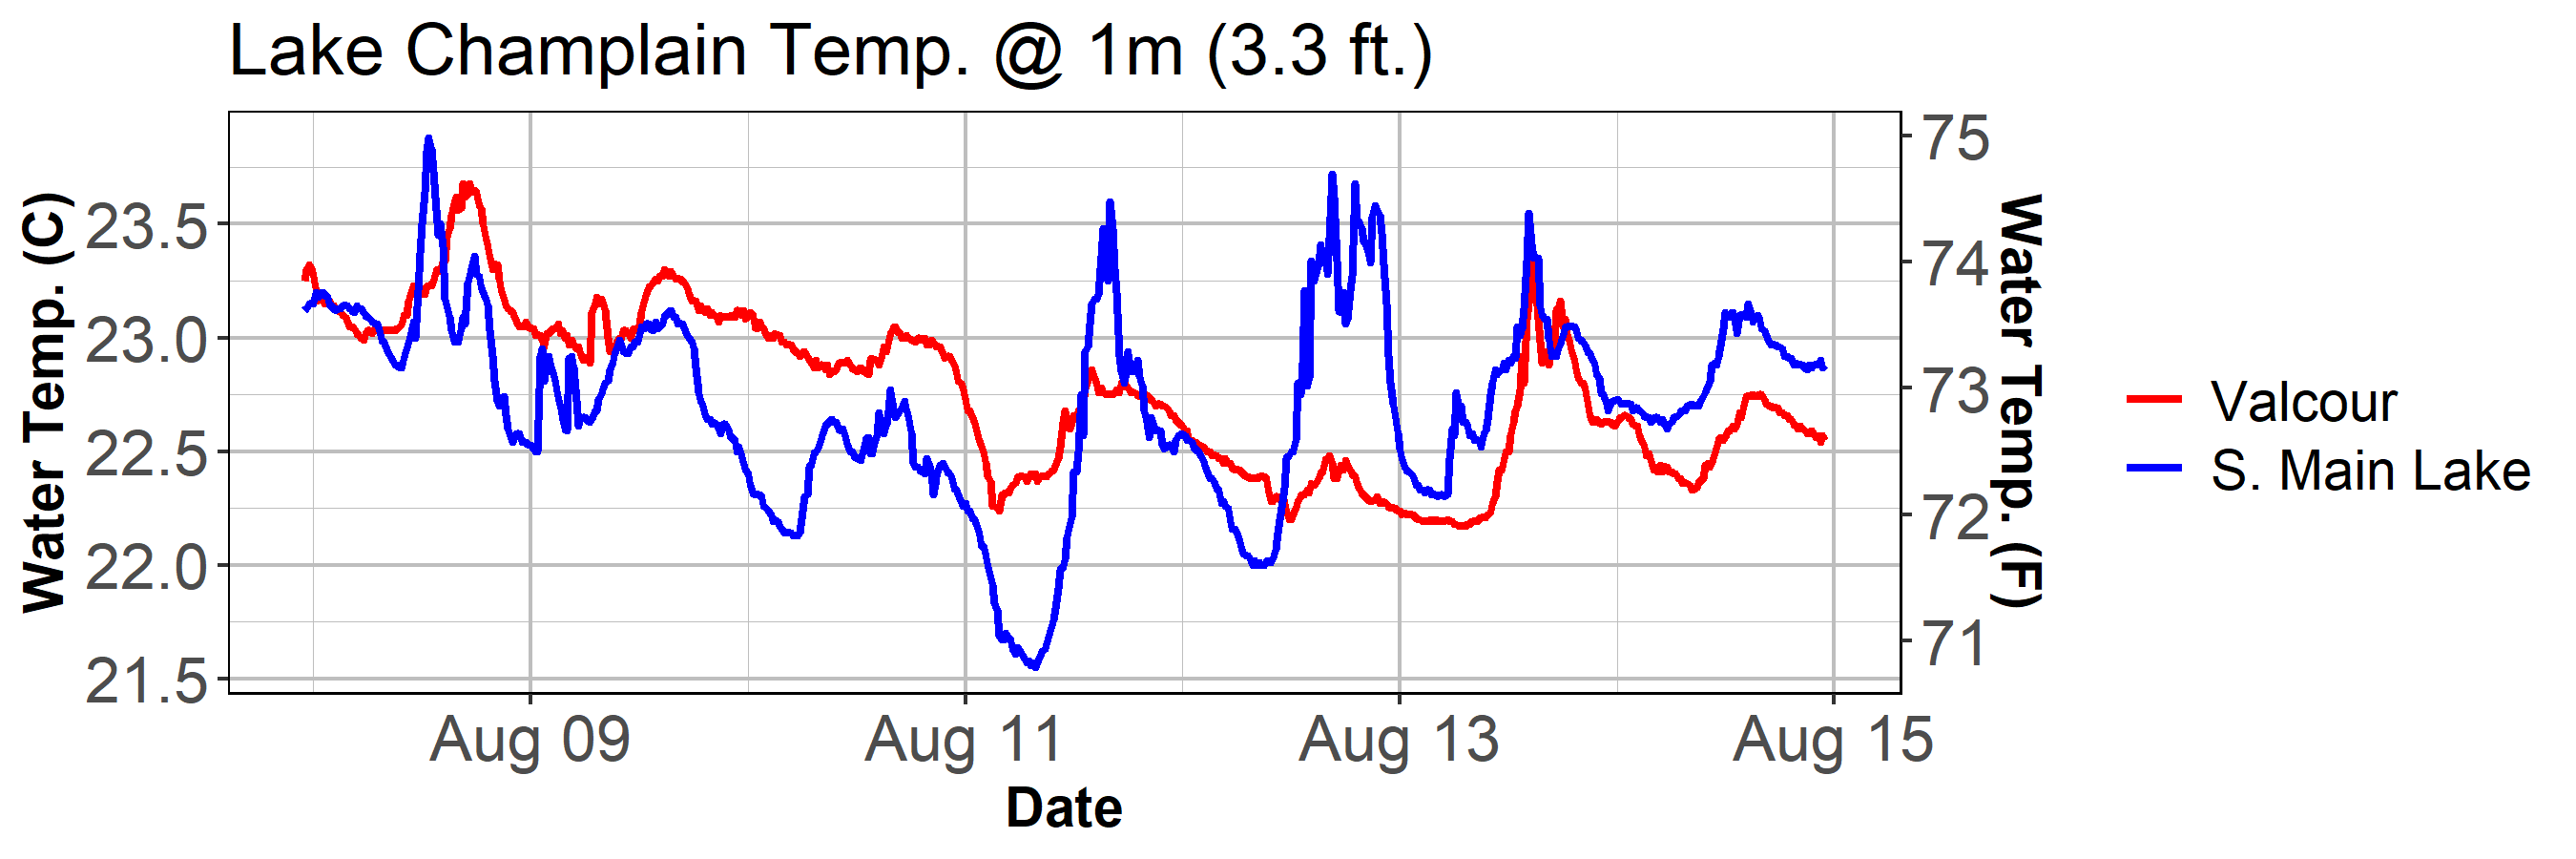 Lake Champlain Temp. @ 1m (3.3 ft.)
Water Temp. (C)
23.5
23.0
22.5
22.0
21.5
75
74
73
72
71
Water Temp. (F)
Aug 09
Aug 11
Aug 13
Aug 15
Date
Valcour
S. Main Lake